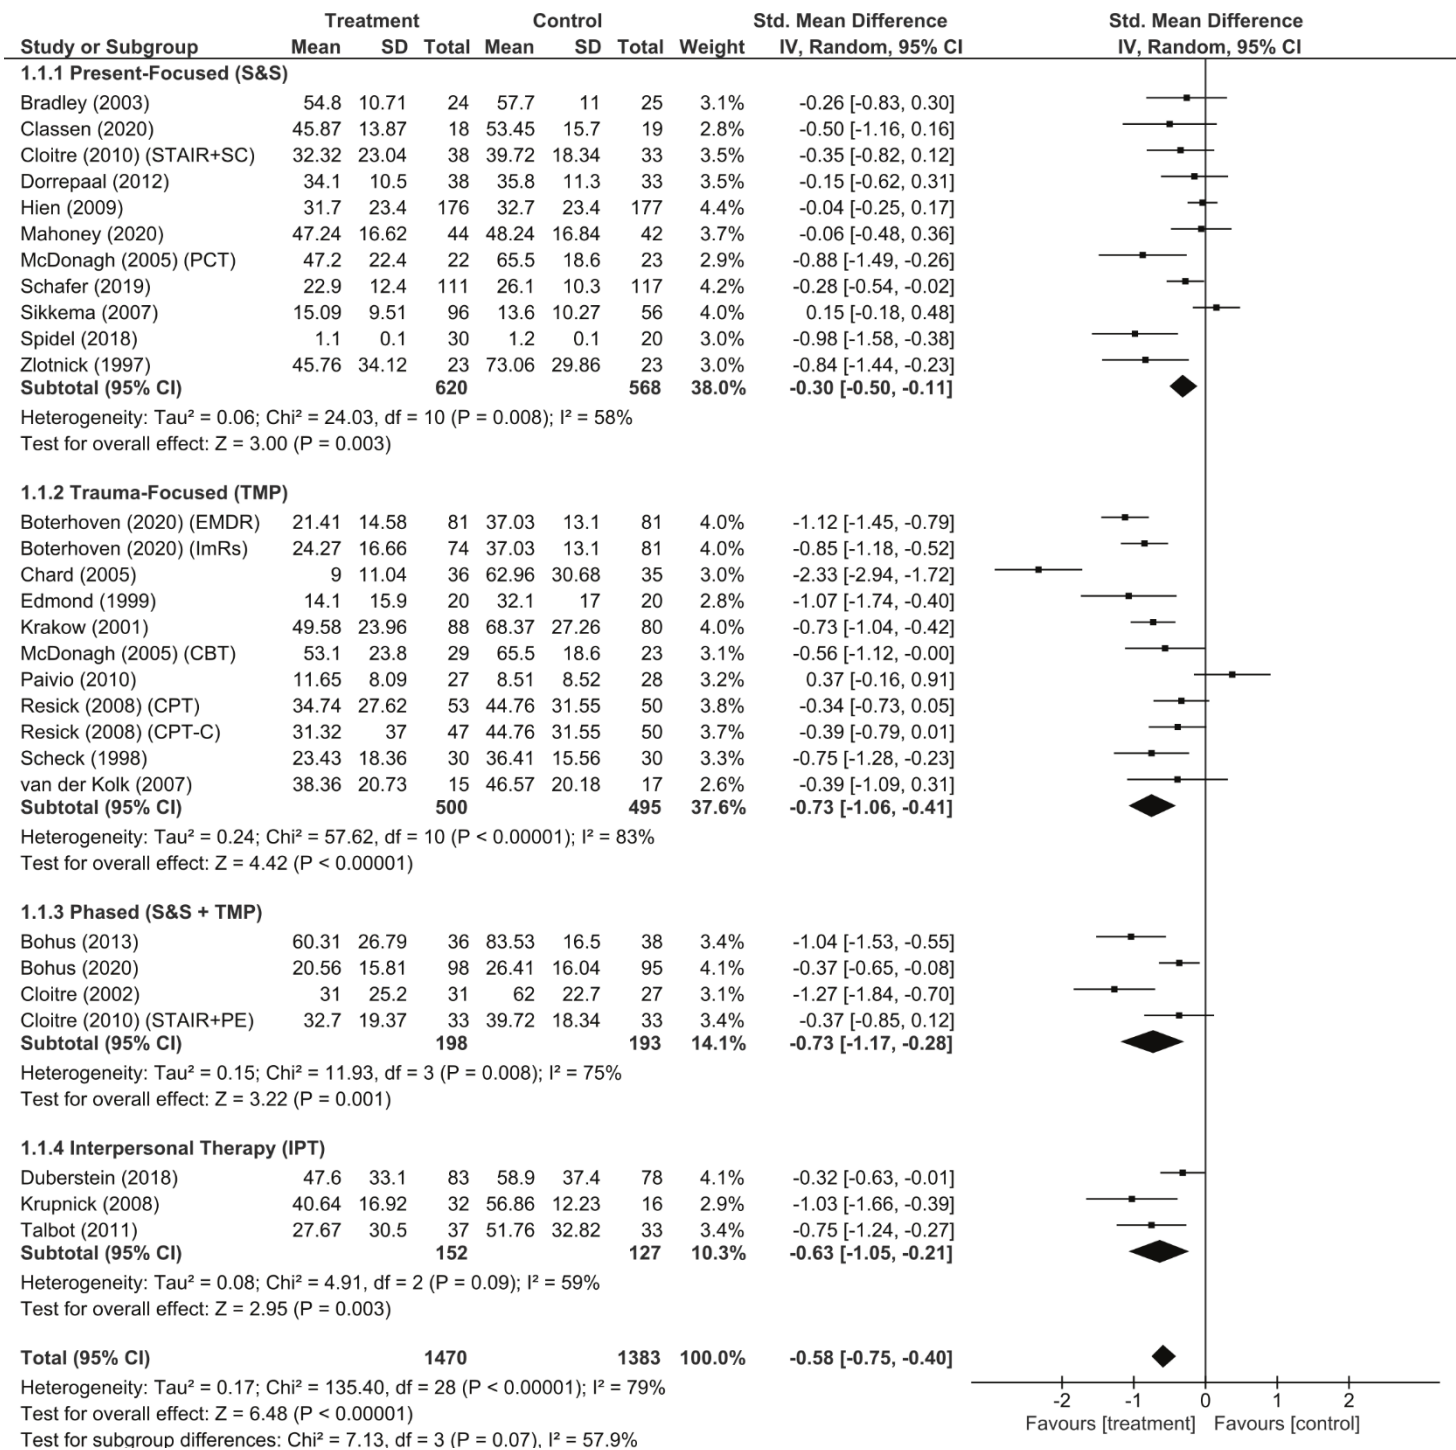 Treatment Control Std. Mean Difference Std. Mean Difference
Study or Subgroup Mean SD Total Mean SD Total Weight IV, Random, 95% CI IV, Random, 95% CI
1.1.1 Present-Focused (S&S)
Bradley (2003) 54.8 10.71 24 57.7 11 25 3.1% -0.26 [-0.83, 0.30]
Classen (2020) 45.87 13.87 18 53.45 15.7 19 2.8% -0.50 [-1.16, 0.16]
Cloitre (2010) (STAIR+SC) 32.32 23.04 38 39.72 18.34 33 3.5% -0.35 [-0.82, 0.12]
Dorrepaal (2012) 34.1 10.5 38 35.8 11.3 33 3.5% -0.15 [-0.62, 0.31]
Hien (2009) 31.7 23.4 176 32.7 23.4 177 4.4% -0.04 [-0.25, 0.17]
Mahoney (2020) 47.24 16.62 44 48.24 16.84 42 3.7% -0.06 [-0.48, 0.36]
McDonagh (2005) (PCT) 47.2 22.4 22 65.5 18.6 23 2.9% -0.88 [-1.49, -0.26]
Schafer (2019) 22.9 12.4 111 26.1 10.3 117 4.3% -0.28 [-0.54, -0.02]
Sikkema (2007) 15.09 9.51 96 13.6 10.27 56 4.0% 0.15 [-0.18, 0.48]
Spidel (2018) 1.1 0.1 30 1.2 0.1 20 3.0% -0.98 [-1.58, -0.38]
Zlotnick (1997) 45.76 34.12 23 73.06 29.86 23 3.0% -0.84 [-1.44, -0.23]
Subtotal (95% CI) 620 568 38.0% -0.30 [-0.50, -0.11]
Heterogeneity: Tau² = 0.06; Chi² = 24.03, df = 10 (P = 0.008); I² = 58%
Test for overall effect: Z = 3.00 (P = 0.003)
1.1.2 Trauma-Focused (TMP)
Boterhoven (2020) (EMDR) 21.41 14.58 81 37.03 13.1 81 4.0% -1.12 [-1.45, -0.79]
Boterhoven (2020) (ImRs) 24.27 16.66 74 37.03 13.1 81 4.0% -0.85 [-1.18, -0.52]
Chard (2005) 9 11.04 36 62.96 30.68 35 3.0% -2.33 [-2.94, -1.72]
Edmond (1999) 14.1 15.9 20 32.1 17 20 2.8% -1.07 [-1.74, -0.40]
Krakow (2001) 49.58 23.96 88 68.37 27.26 80 4.0% -0.73 [-1.04, -0.42]
McDonagh (2005) (CBT) 53.1 23.8 29 65.5 18.6 23 3.1% -0.56 [-1.12, -0.00]
Paivio (2010) 11.65 8.09 27 8.51 8.52 28 3.2% 0.37 [-0.16, 0.91]
Resick (2008) (CPT) 34.74 27.62 53 44.76 31.55 50 3.8% -0.34 [-0.73, 0.05]
Resick (2008) (CPT-C) 31.32 37 47 44.76 31.55 50 3.7% -0.39 [-0.79, 0.01]
Scheck (1998) 23.43 18.36 30 36.41 15.56 30 3.3% -0.75 [-1.28, -0.23]
van der Kolk (2007) 38.36 20.73 15 46.57 20.18 17 2.6% -0.39 [-1.09, 0.31]
Subtotal (95% CI) 500 495 37.6% -0.73 [-1.06, -0.41]
Heterogeneity: Tau² = 0.24; Chi² = 57.62, df = 10 (P < 0.00001); I² = 83%
Test for overall effect: Z = 4.42 (P < 0.00001)
1.1.3 Phased (S&S + TMP)
Bohus (2013) 60.31 26.79 36 83.53 16.5 38 3.4% -1.04 [-1.53, -0.55]
Bohus (2020) 20.56 15.81 98 26.41 16.04 95 4.1% -0.37 [-0.65, -0.08]
Cloitre (2002) 31 25.2 31 62 22.7 27 3.1% -1.27 [-1.84, -0.70]
Cloitre (2010) (STAIR+PE) 32.7 19.37 33 39.72 18.34 33 3.4% -0.37 [-0.85, 0.12]
Subtotal (95% CI) 198 193 14.1% -0.73 [-1.17, -0.28]
Heterogeneity: Tau² = 0.15; Chi² = 11.93, df = 3 (P = 0.008); I² = 75%
Test for overall effect: Z = 3.22 (P = 0.001)
1.1.4 Interpersonal Therapy (IPT)
Duberstein (2018) 47.6 33.1 83 58.9 37.4 78 4.1% -0.32 [-0.63, -0.01]
Krupnick (2008) 40.64 16.92 32 56.86 12.23 16 2.9% -1.03 [-1.66, -0.39]
Talbot (2011) 27.67 30.5 37 51.76 32.82 33 3.4% -0.75 [-1.24, -0.27]
Subtotal (95% CI) 152 127 10.3% -0.63 [-1.05, -0.21]
Heterogeneity: Tau² = 0.08; Chi² = 4.91, df = 2 (P = 0.09); I² = 59%
Test for overall effect: Z = 2.95 (P = 0.003)
Total (95% CI) 1470 1383 100.0% -0.58 [-0.75, -0.40]
Heterogeneity: Tau² = 0.17; Chi² = 135.40, df = 28 (P < 0.00001); I² = 79%
Test for overall effect: Z = 6.48 (P < 0.00001)
Test for subgroup differences: Chi² = 7.13, df = 3 (P = 0.07), I² = 57.9%
-2 -1 0 1 2
Favours [treatment] Favours [control]